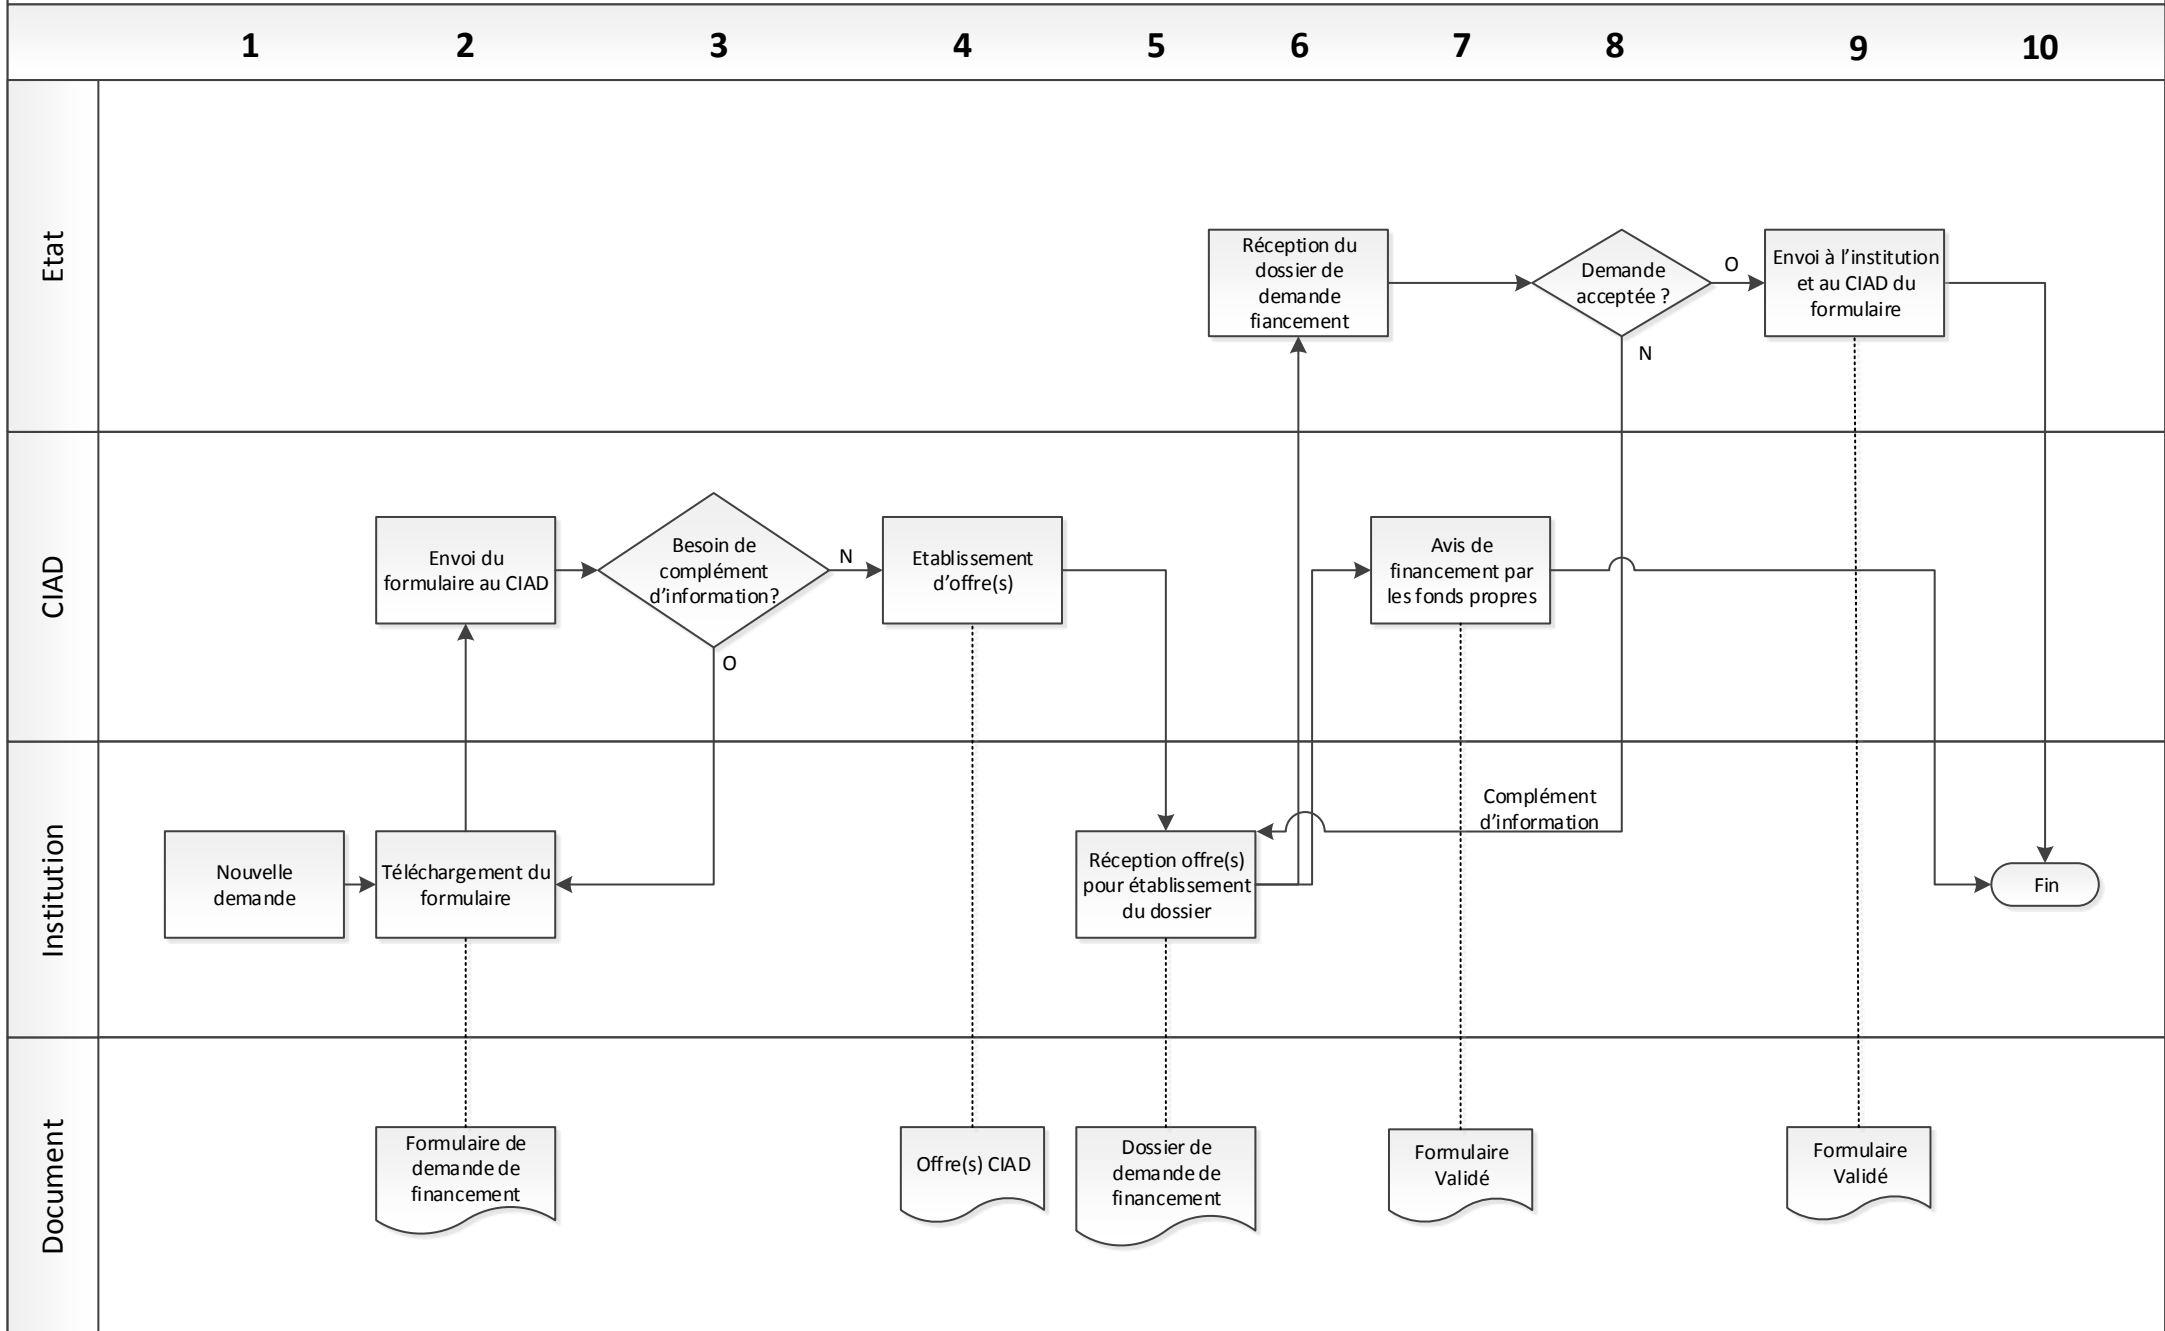 1
2
3
4
5
6
7
8
9
10
Etat
Réception du
dossier de
demande
fiancement
Demande
acceptée ?
O
N
Envoi à l'institution
et au CIAD du
formulaire
CIAD
Envoi du
formulaire au CIAD
Besoin de
complément
d'information?
N
O
Etablissement
d'offre(s)
Avis de
financement par
les fonds propres
Institution
Nouvelle
demande
Téléchargement du
formulaire
Réception offre(s)
pour établissement
du dossier
Complément
d'information
Fin
Document
Formulaire de
demande de
financement
Offre(s) CIAD
Dossier de
demande de
financement
Formulaire
Validé
Formulaire
Validé